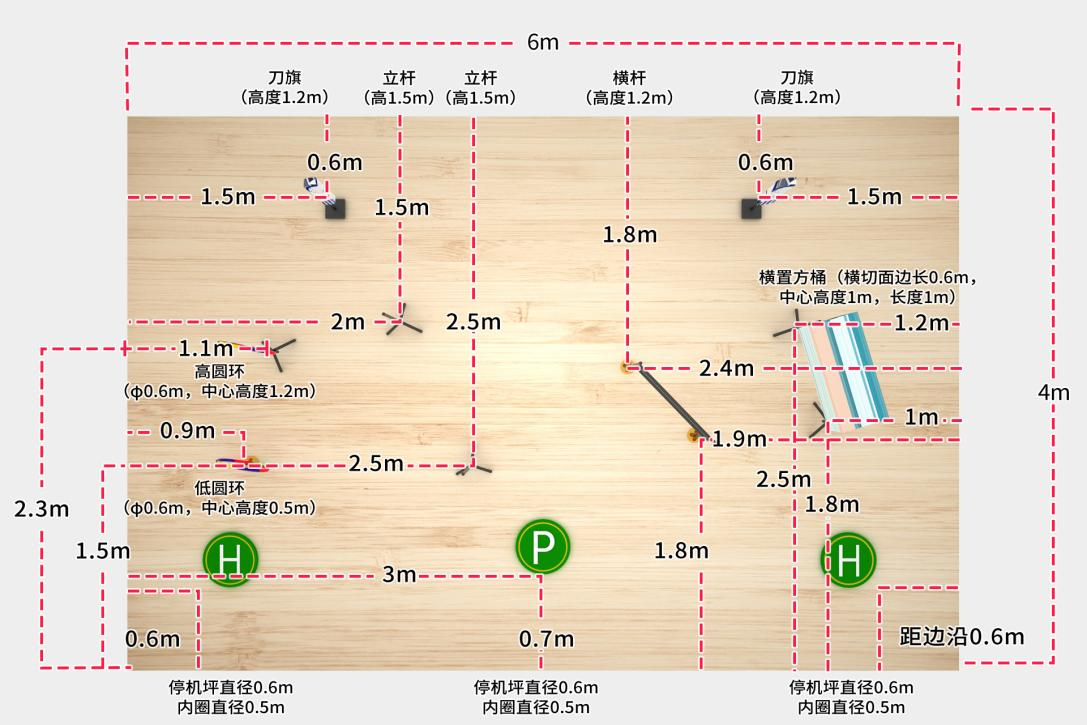 6m
刀旗
（高度1.2m）
立杆
（高1.5m）
立杆
（高1.5m）
横杆
（高度1.2m）
刀旗
（高度1.2m）
0.6m
0.6m
1.5m
1.5m
1.5m
1.8m
横置方桶（横切面边长0.6m，
中心高度1m，长度1m）
2m
2.5m
1.2m
1.1m
高圆环
（φ0.6m，中心高度1.2m）
2.4m
4m
0.9m
1m
1.9m
2.5m
2.5m
低圆环
（φ0.6m，中心高度0.5m）
1.8m
2.3m
1.5m
1.8m
H
P
H
3m
0.6m
0.7m
距边沿0.6m
停机坪直径0.6m
内圈直径0.5m
停机坪直径0.6m
内圈直径0.5m
停机坪直径0.6m
内圈直径0.5m